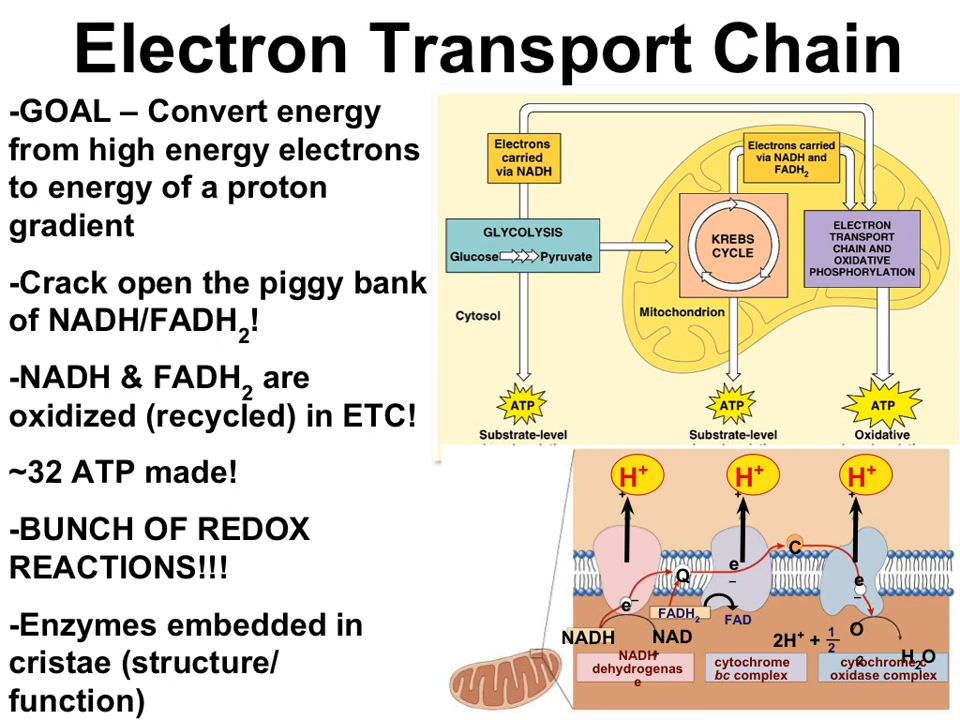 Electron Transport Chain
-GOAL – Convert energy
from high energy electrons
to energy of a proton
gradient
-Crack open the piggy bank
of NADH/FADH2!
-NADH & FADH2 are
oxidized (recycled) in ETC!
~32 ATP made!
-BUNCH OF REDOX
REACTIONS!!!
-Enzymes embedded in
cristae (structure/
function)
Electrons
carried
via NADH
Electrons carried
via NADH and
FADH2
GLYCOLYSIS
Glucose Pyruvate
KREBS
CYCLE
ELECTRON
TRANSPORT
CHAIN AND
OXIDATIVE
PHOSPHORYLATION
Cytosol
Mitochondrion
ATP
ATP
ATP
Substrate-level
Substrate-level
Oxidative
H+
H+
H+
+
+
+
C
Q
e–
e
–
e
–
FADH2
FAD
NADH
NAD
+
2H+ + 1/2
O
2
H2O
NADH
dehydrogenas
e
cytochrome
bc complex
cytochrome c
oxidase complex